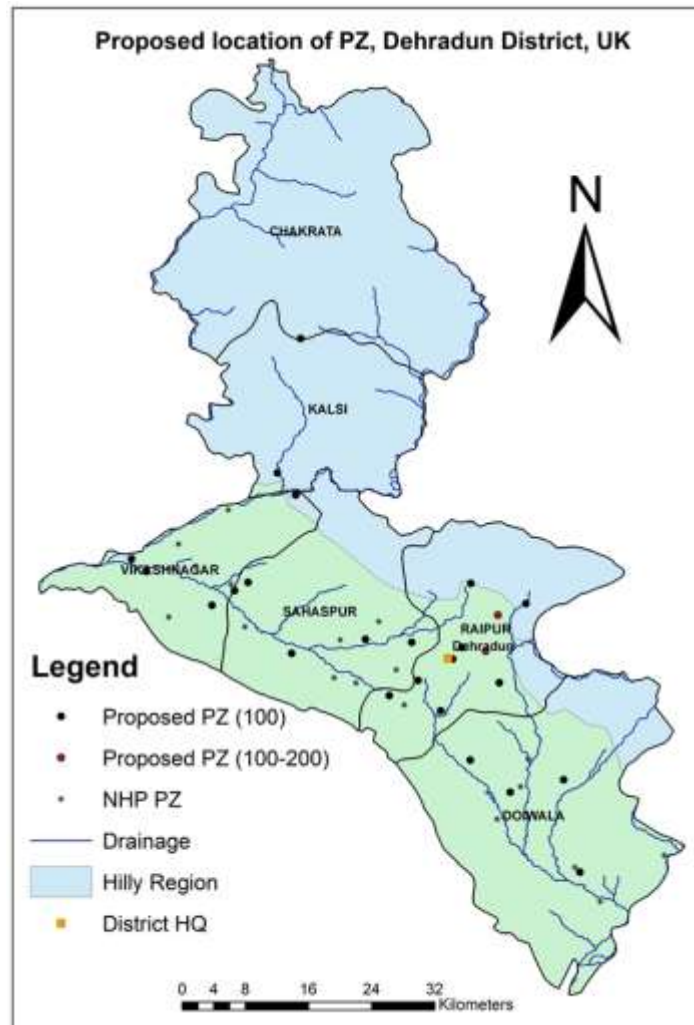 Proposed location of PZ, Dehradun District, UK
N
CHAKRATA
KALSI
VIKASHNAGAR
SAHASPUR
RAIPUR
Dehradun
DOIWALA
Legend
Proposed PZ (100)
Proposed PZ (100-200)
NHP PZ
Drainage
Hilly Region
District HQ
0 4 8 16 24 32
Kilometers